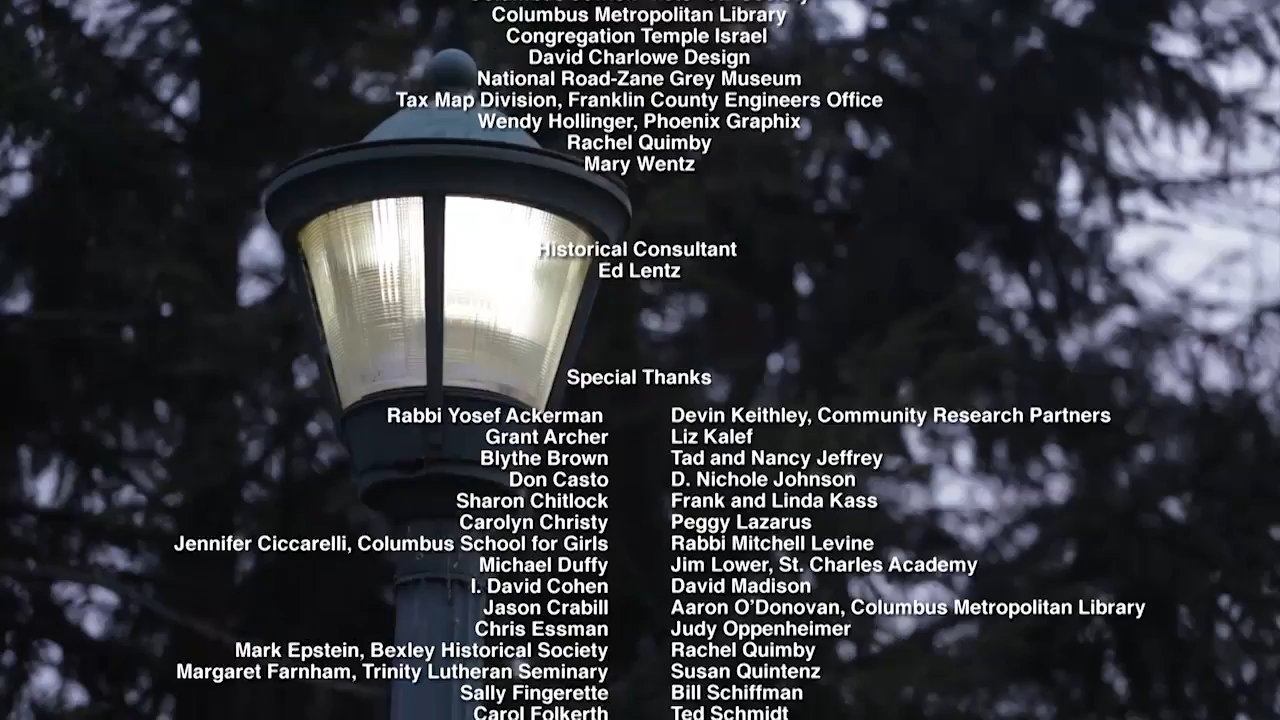 Columbus Metropolitan Library
Congregation Temple Israel
David Charlowe Design
National Road-Zane Grey Museum
Tax Map Division, Franklin County Engineers Office
Wendy Hollinger, Phoenix Graphix
Rachel Quimby
Mary Wentz
Historical Consultant
Ed Lentz
Special Thanks
Rabbi Yosef Ackerman
Grant Archer
Blythe Brown
Don Casto
Sharon Chitlock
Carolyn Christy
Jennifer Ciccarelli, Columbus School for Girls
Michael Duffy
I. David Cohen
Jason Crabill
Chris Essman
Mark Epstein, Bexley Historical Society
Margaret Farnham, Trinity Lutheran Seminary
Sally Fingerette
Carol Folkerth
Devin Keithley, Community Research Partners
Liz Kalef
Tad and Nancy Jeffrey
D. Nichole Johnson
Frank and Linda Kass
Peggy Lazarus
Rabbi Mitchell Levine
Jim Lower, St. Charles Academy
David Madison
Aaron O'Donovan, Columbus Metropolitan Library
Judy Oppenheimer
Rachel Quimby
Susan Quintenz
Bill Schiffman
Ted Schmidt